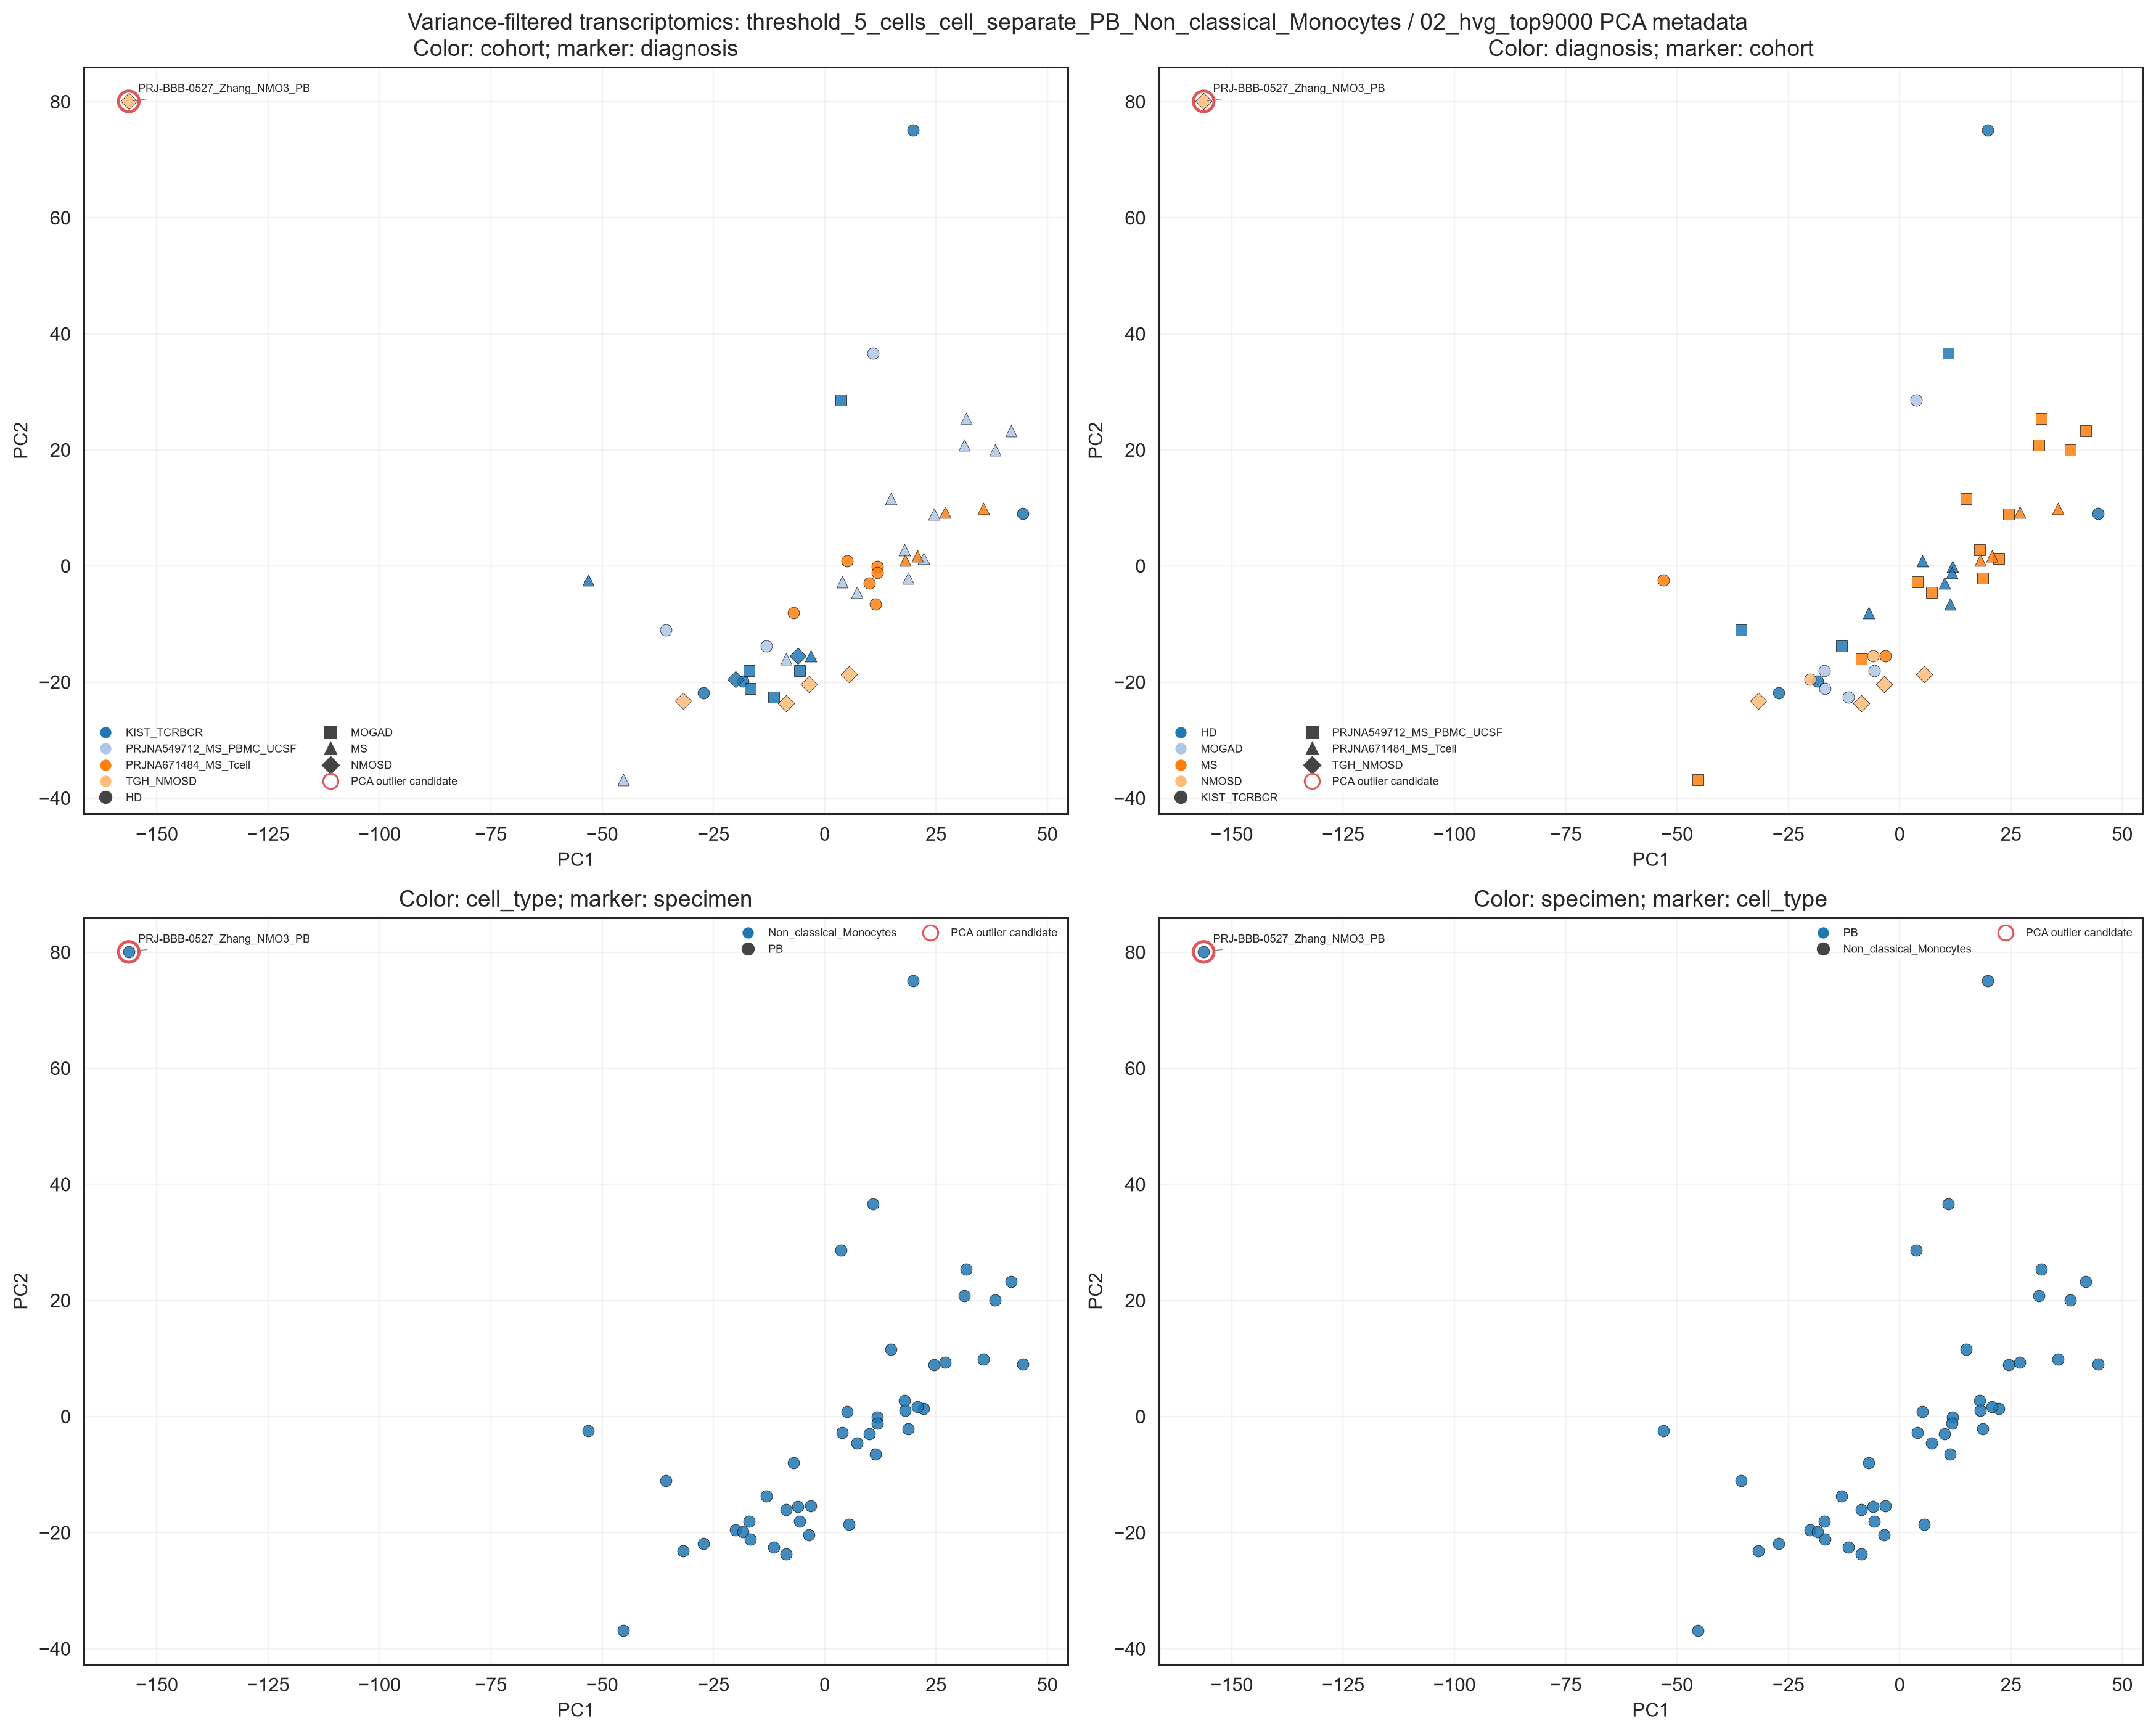 Variance-filtered transcriptomics: threshold_5_cells_cell_separate_PB_Non_classical_Monocytes / 02_hvg_top9000 PCA metadata
Color: cohort; marker: diagnosis
PRJ-BBB-0527_Zhang_NMO3_PB
80
60
40
20
0
−20
−40
PC2
KIST_TCRBCR
PRJNA549712_MS_PBMC_UCSF
PRJNA671484_MS_Tcell
TGH_NMOSD
HD
MOGAD
MS
NMOSD
PCA outlier candidate
−150
−125
−100
−75
−50
−25
0
25
50
PC1
Color: diagnosis; marker: cohort
PRJ-BBB-0527_Zhang_NMO3_PB
80
60
40
20
0
−20
−40
PC2
HD
MOGAD
MS
NMOSD
KIST_TCRBCR
PRJNA549712_MS_PBMC_UCSF
PRJNA671484_MS_Tcell
TGH_NMOSD
PCA outlier candidate
−150
−125
−100
−75
−50
−25
0
25
50
PC1
Color: cell_type; marker: specimen
PRJ-BBB-0527_Zhang_NMO3_PB
Non_classical_Monocytes
PB
PCA outlier candidate
80
60
40
20
0
−20
−40
PC2
−150
−125
−100
−75
−50
−25
0
25
50
PC1
Color: specimen; marker: cell_type
PRJ-BBB-0527_Zhang_NMO3_PB
PB
Non_classical_Monocytes
PCA outlier candidate
80
60
40
20
0
−20
−40
PC2
−150
−125
−100
−75
−50
−25
0
25
50
PC1